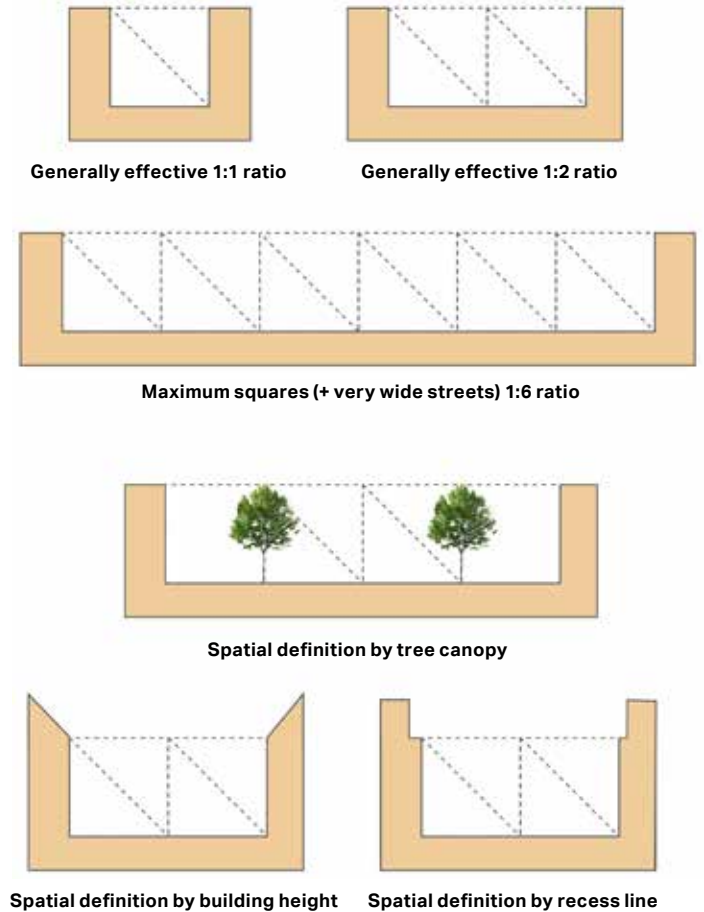 Generally effective 1:1 ratio
Generally effective 1:2 ratio
Maximum squares (+ very wide streets) 1:6 ratio
Spatial definition by tree canopy
Spatial definition by building height
Spatial definition by recess line